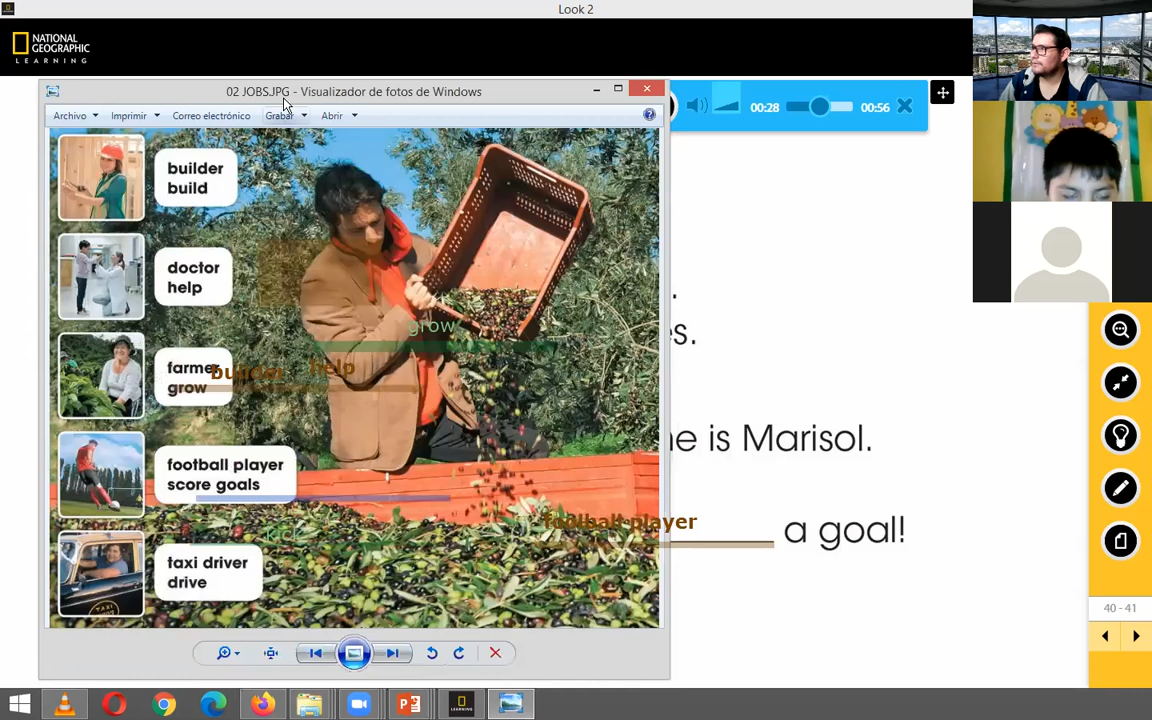 Look 2
NATIONAL
GEOGRAPHIC
LEARNING
02 JOBS.JPG - Visualizador de fotos de Windows
Archivo Imprimir Correo electrónico Grabar Abrir
00:28 00:56
builder
build
doctor
help
farmer
grow
football player
score goals
taxi driver
drive
grow
builder help
football player
TAXI
s.
e is Marisol.
a goal!
40 - 41
LEARNING